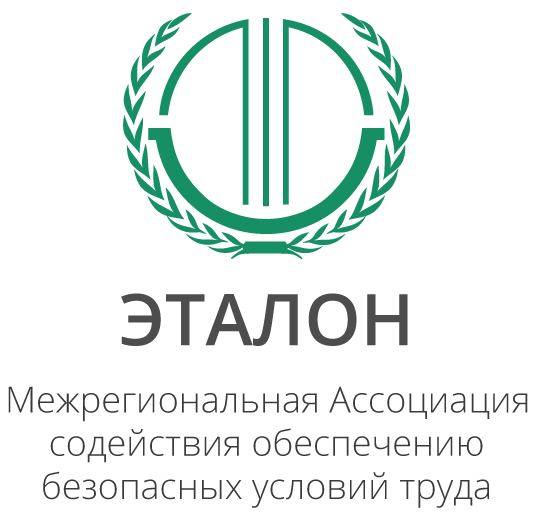 ЭТАЛОН
Межрегиональная Ассоциация
содействия обеспечению
безопасных условий труда